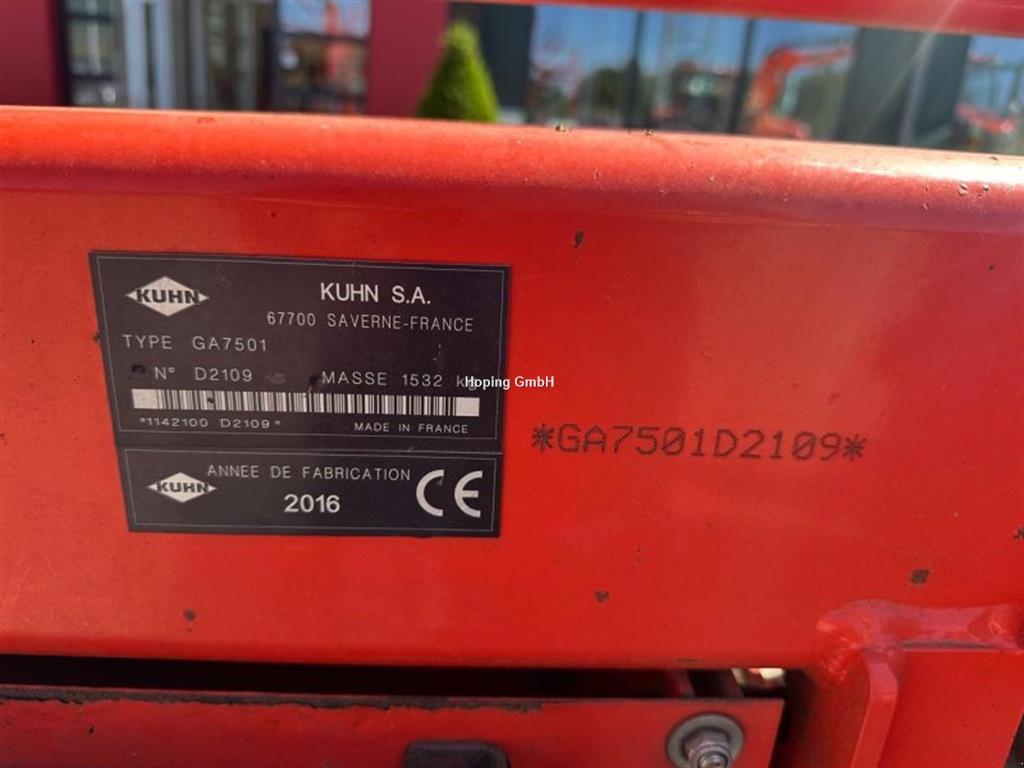 KUHN
KUHN S.A.
67700 SAVERNE-FRANCE
TYPE GA7501
N° D2109 MASSE 1532 kg
Hoping GmbH
*1142100 D2109*
MADE IN FRANCE
*GA7501D2109*
KUHN
ANNEE DE FABRICATION
2016
CE